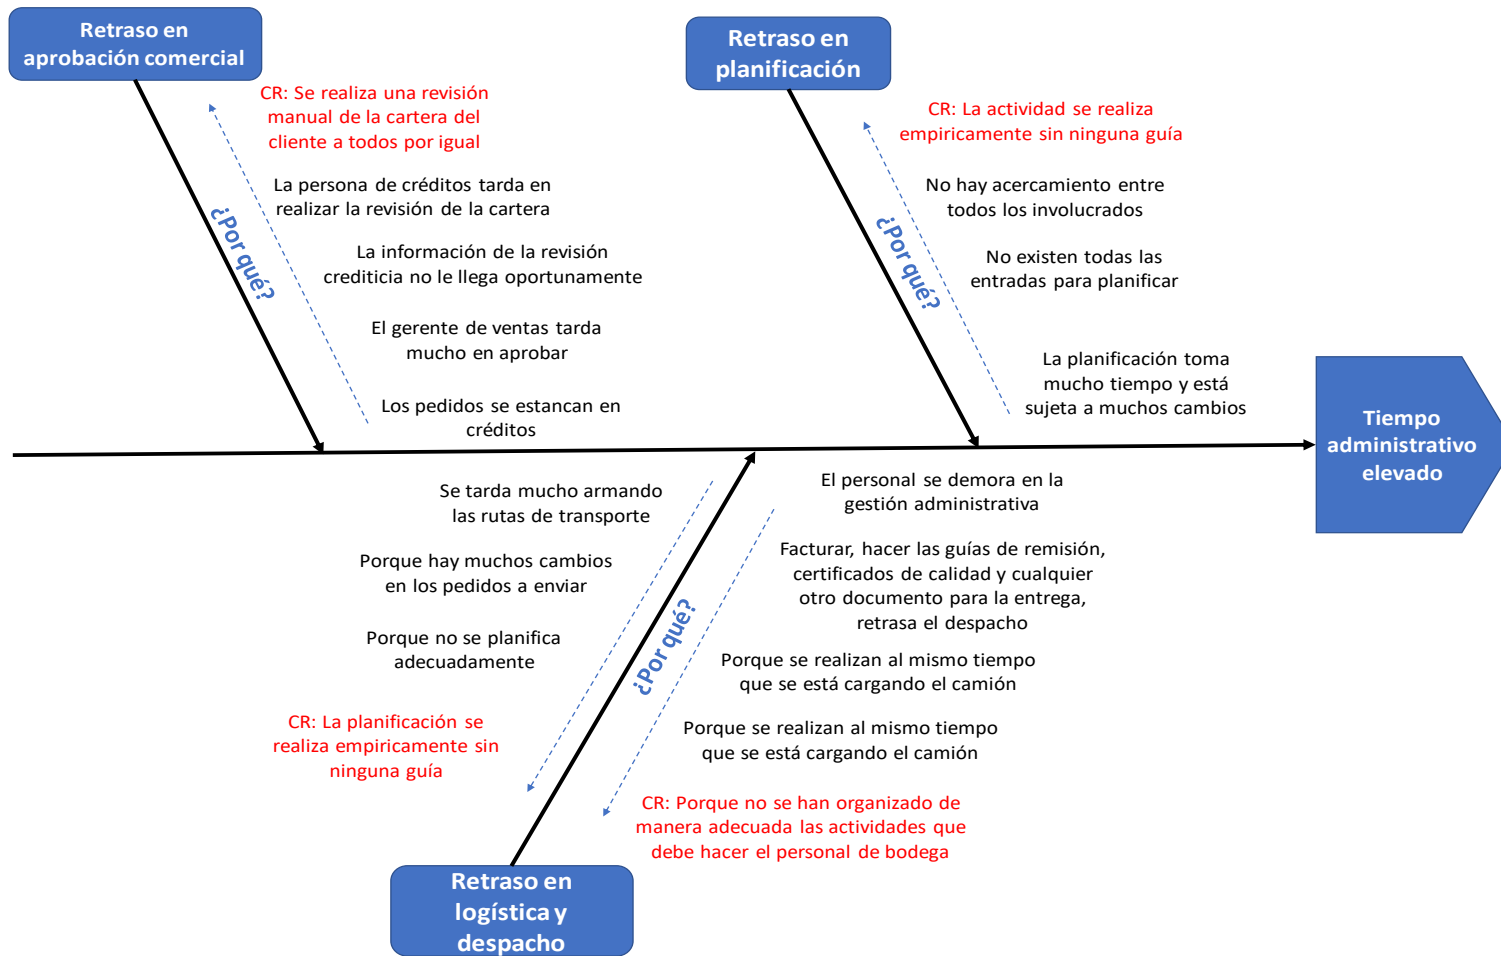 Retraso en
aprobación comercial
CR: Se realiza una revisión
manual de la cartera del
cliente a todos por igual
La persona de créditos tarda en
realizar la revisión de la cartera
La información de la revisión
crediticia no le llega oportunamente
El gerente de ventas tarda
mucho en aprobar
Los pedidos se estancan en
créditos
¿Por qué?
Retraso en
planificación
CR: La actividad se realiza
empiricamente sin ninguna guía
No hay acercamiento entre
todos los involucrados
No existen todas las
entradas para planificar
La planificación toma
mucho tiempo y está
sujeta a muchos cambios
¿Por qué?
Tiempo
administrativo
elevado
Se tarda mucho armando
las rutas de transporte
Porque hay muchos cambios
en los pedidos a enviar
Porque no se planifica
adecuadamente
CR: La planificación se
realiza empiricamente sin
ninguna guía
¿Por qué?
El personal se demora en la
gestión administrativa
Facturar, hacer las guías de remisión,
certificados de calidad y cualquier
otro documento para la entrega,
retrasa el despacho
Porque se realizan al mismo tiempo
que se está cargando el camión
Porque se realizan al mismo tiempo
que se está cargando el camión
CR: Porque no se han organizado de
manera adecuada las actividades que
debe hacer el personal de bodega
Retraso en
logística y
despacho